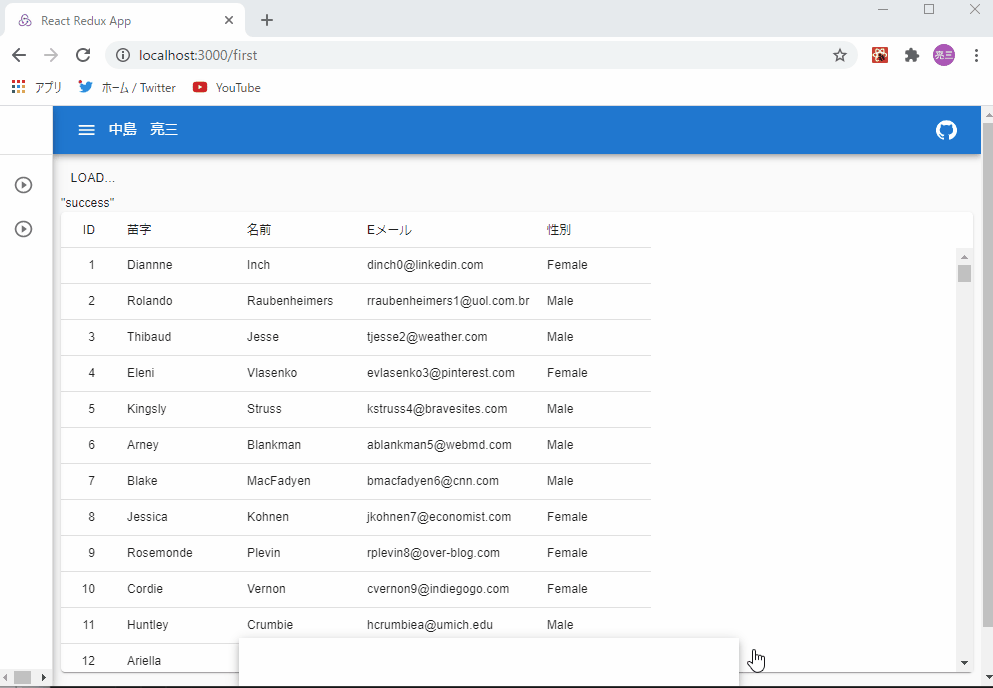 React Redux App
localhost:3000/first
亮三
アプリ ホーム / Twitter YouTube
中島 亮三
LOAD...
"success"
ID 苗字 名前 Eメール 性別
1 Diannne Inch dinch0@linkedin.com Female
2 Rolando Raubenheimers rraubenheimers1@uol.com.br Male
3 Thibaud Jesse tjesse2@weather.com Male
4 Eleni Vlasenko evlasenko3@pinterest.com Female
5 Kingsly Struss kstruss4@bravesites.com Male
6 Arney Blankman ablankman5@webmd.com Male
7 Blake MacFadyen bmacfadyen6@cnn.com Male
8 Jessica Kohnen jkohnen7@economist.com Female
9 Rosemonde Plevin rplevin8@over-blog.com Female
10 Cordie Vernon cvernon9@indiegogo.com Female
11 Huntley Crumbie hcrumbiea@umich.edu Male
12 Ariella